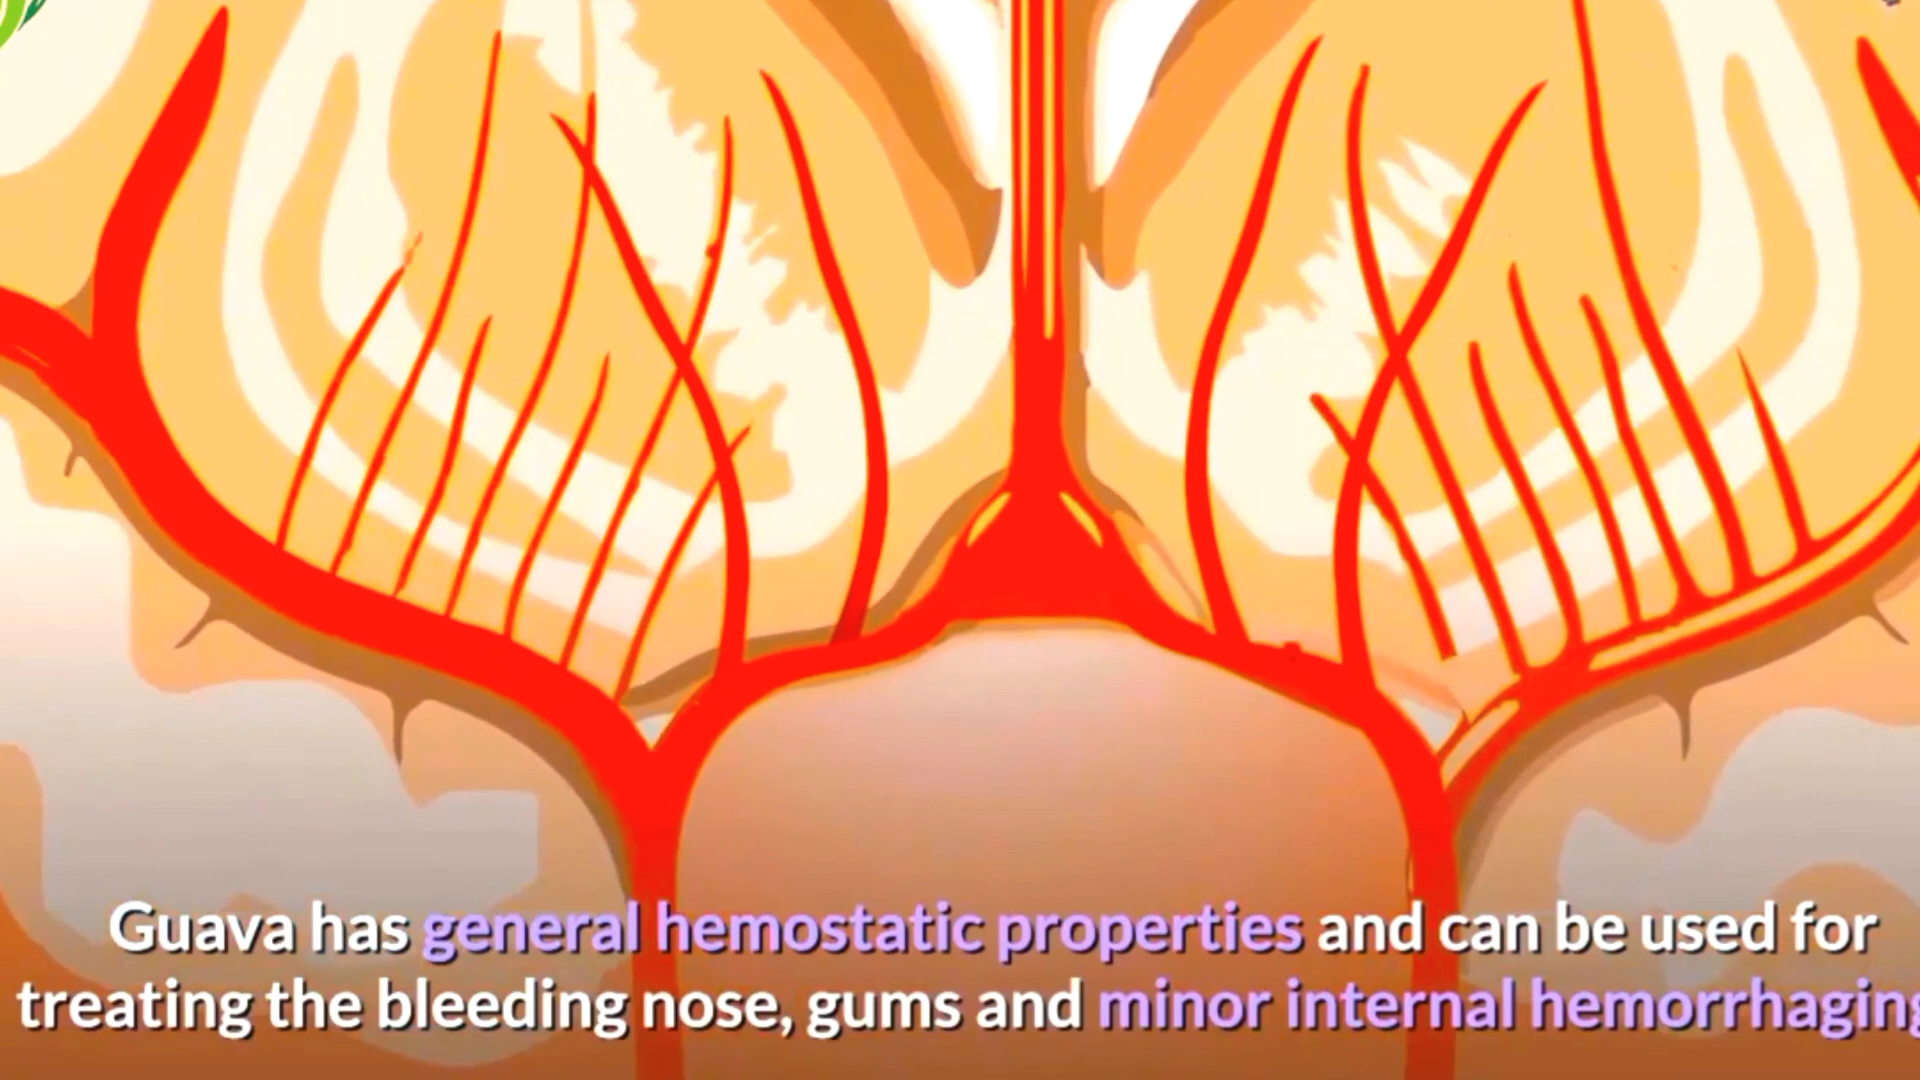 Guava has general hemostatic properties and can be used for
treating the bleeding nose, gums and minor internal hemorrhaging